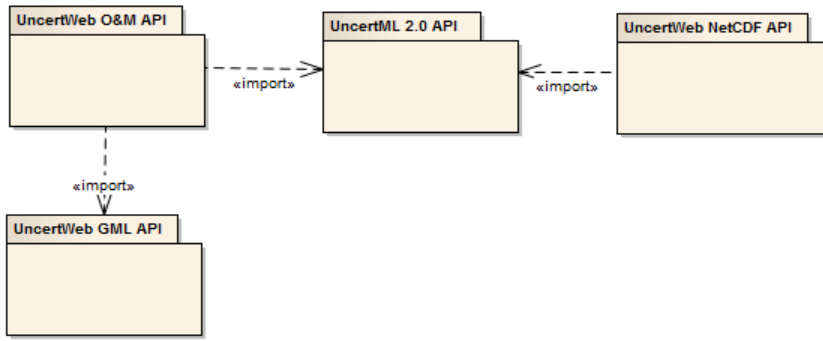 UncertWeb O&M API
UncertML 2.0 API
UncertWeb NetCDF API
«import»
«import»
«import»
UncertWeb GML API